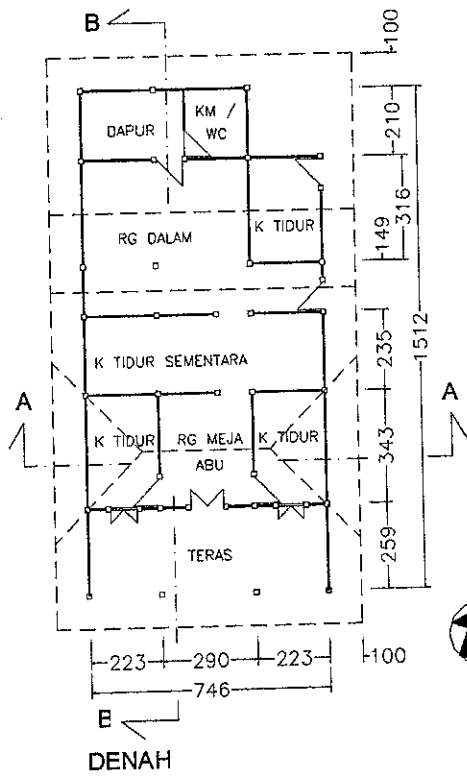 B
100
KM /
WC
DAPUR
210
316
149
RG DALAM
K TIDUR
1512
235
K TIDUR SEMENTARA
A
A
K TIDUR
RG MEJA
ABU
K TIDUR
343
TERAS
259
223
290
223
100
746
B
DENAH